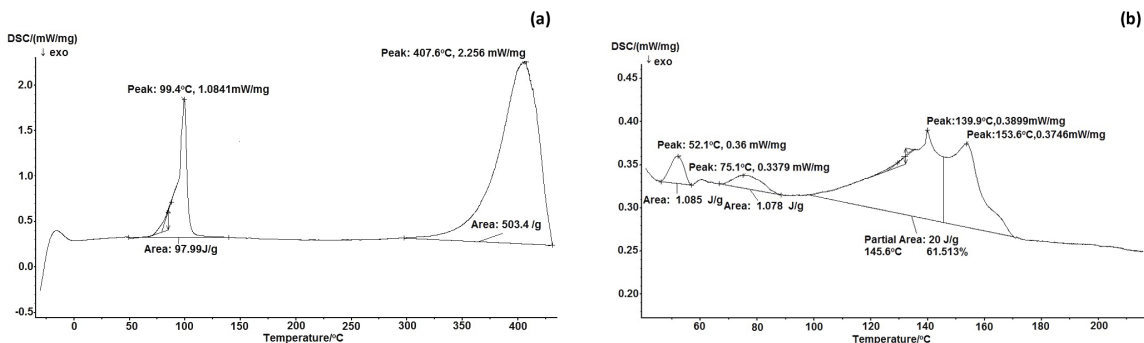 (a)
DSC/(mW/mg)
↓ exo
Peak: 407.6°C, 2.256 mW/mg
Peak: 99.4°C, 1.0841mW/mg
2.0
1.5
1.0
0.5
0.0
-0.5
Area: 97.99J/g
Area: 503.4 /g
0 50 100 150 200 250 300 350 400
Temperature/°C
(b)
DSC/(mW/mg)
↓ exo
0.45
0.40
0.35
0.30
0.25
0.20
Peak:139.9°C,0.3899mW/mg
Peak:153.6°C,0.3746mW/mg
Peak: 52.1°C, 0.36 mW/mg
Peak: 75.1°C, 0.3379 mW/mg
Area: 1.085 J/g
Area: 1.078 J/g
Partial Area: 20 J/g
145.6°C 61.513%
60 80 100 120 140 160 180 200
Temperature/°C